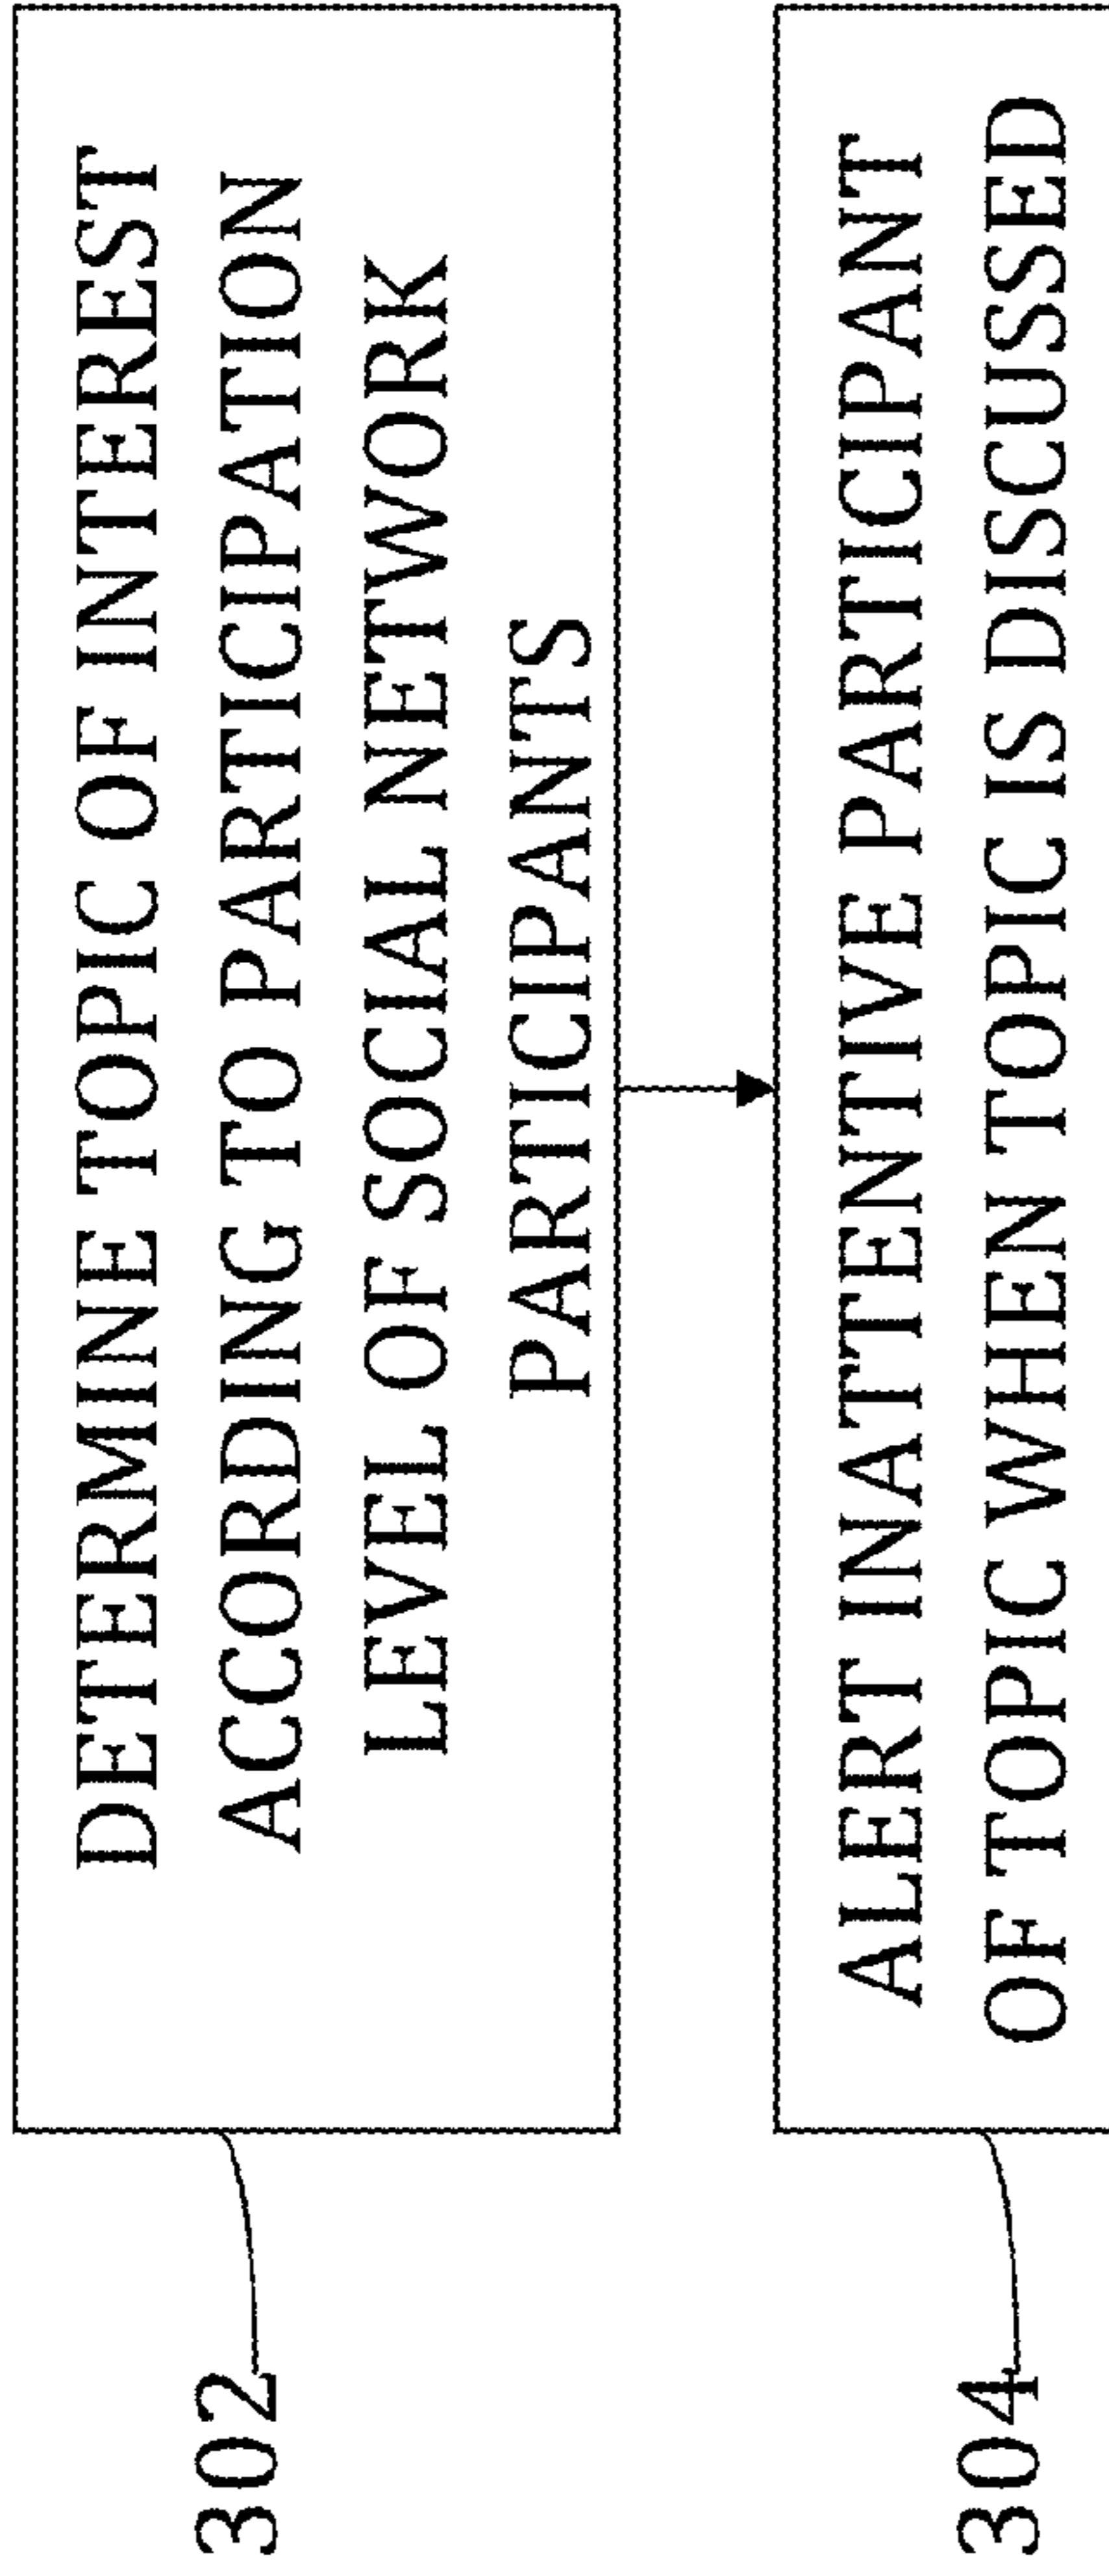 302
DETERMINE TOPIC OF INTEREST
ACCORDING TO PARTICIPATION
LEVEL OF SOCIAL NETWORK
PARTICIPANTS
304
ALERT INATTENTIVE PARTICIPANT
OF TOPIC WHEN TOPIC IS DISCUSSED